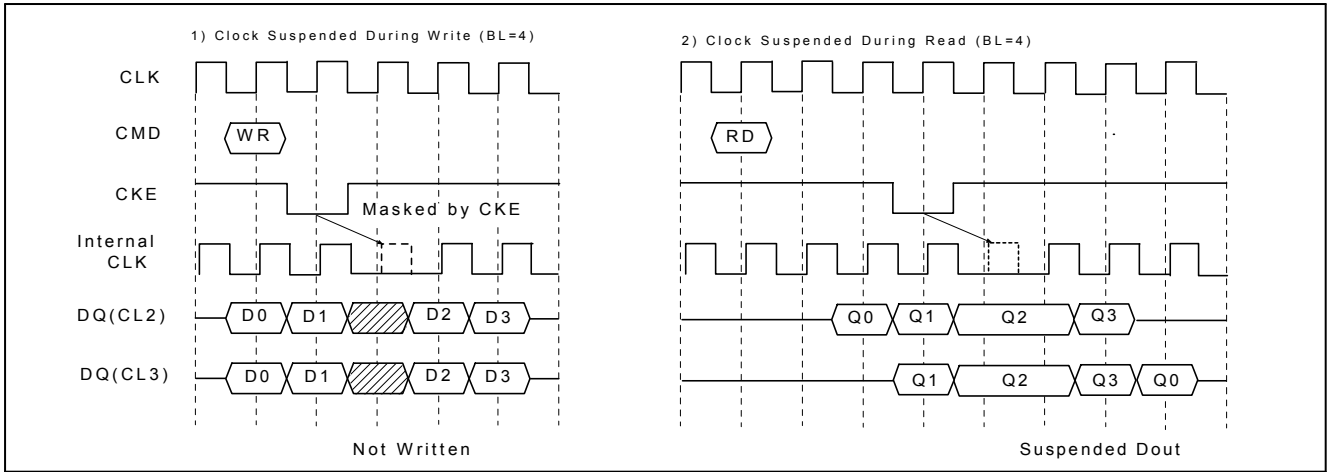 1) Clock Suspended During Write (BL=4)
2) Clock Suspended During Read (BL=4)
CLK
CMD
WR
RD
CKE
Masked by CKE
Internal
CLK
DQ(CL2)
D0
D1
D2
D3
Q0
Q1
Q2
Q3
DQ(CL3)
D0
D1
D2
D3
Q1
Q2
Q3
Q0
Not Written
Suspended Dout